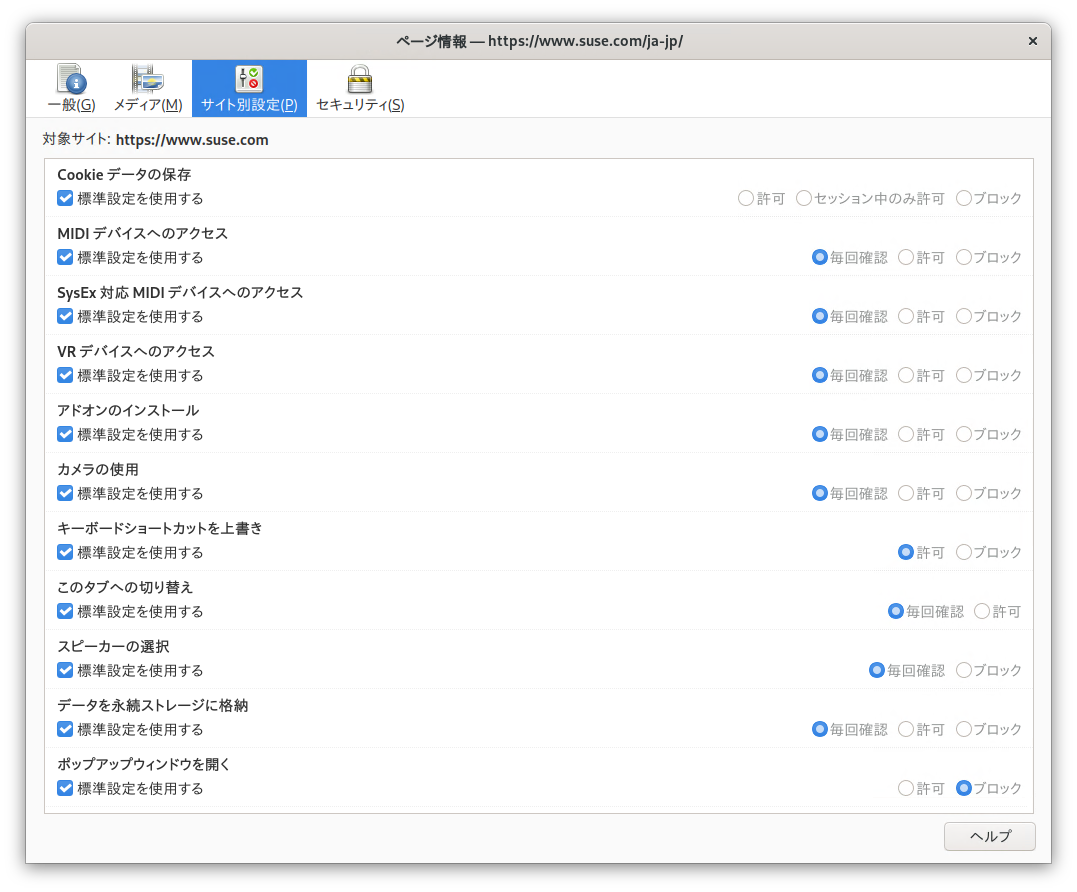 ページ情報 — https://www.suse.com/ja-jp/
一般(G) メディア(M) サイト別設定(P) セキュリティ(S)
対象サイト: https://www.suse.com
Cookie データの保存
標準設定を使用する 許可 セッション中のみ許可 ブロック
MIDI デバイスへのアクセス
標準設定を使用する 毎回確認 許可 ブロック
SysEx 対応 MIDI デバイスへのアクセス
標準設定を使用する 毎回確認 許可 ブロック
VR デバイスへのアクセス
標準設定を使用する 毎回確認 許可 ブロック
アドオンのインストール
標準設定を使用する 毎回確認 許可 ブロック
カメラの使用
標準設定を使用する 毎回確認 許可 ブロック
キーボードショートカットを上書き
標準設定を使用する 許可 ブロック
このタブへの切り替え
標準設定を使用する 毎回確認 許可
スピーカーの選択
標準設定を使用する 毎回確認 ブロック
データを永続ストレージに格納
標準設定を使用する 毎回確認 許可 ブロック
ポップアップウィンドウを開く
標準設定を使用する 許可 ブロック
ヘルプ